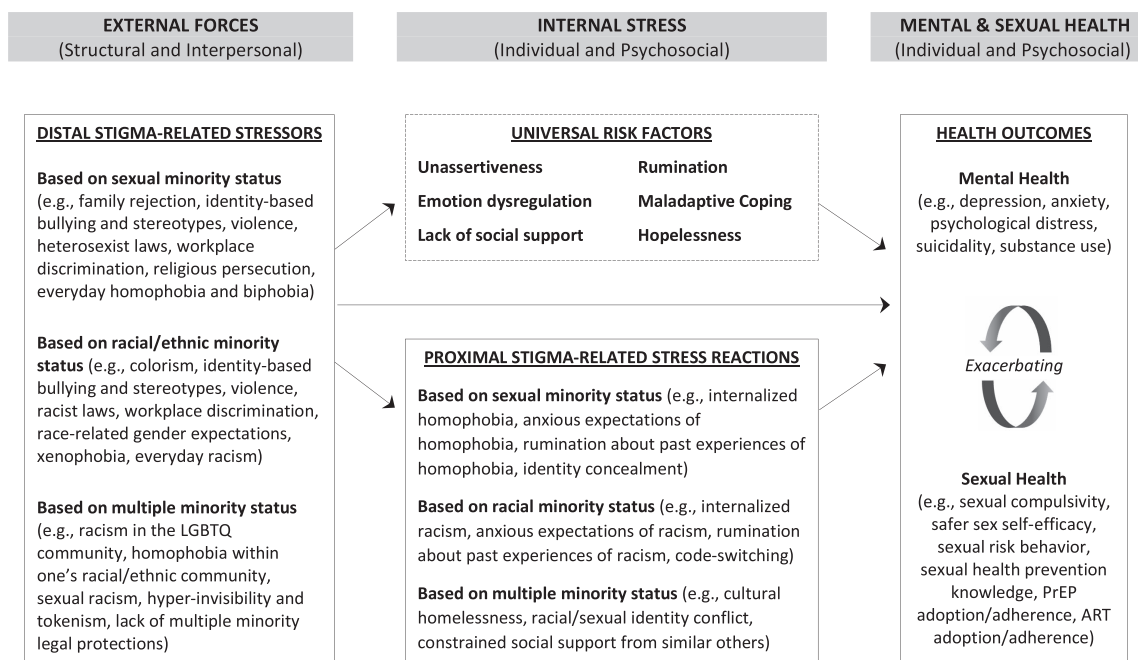 EXTERNAL FORCES
(Structural and Interpersonal)
INTERNAL STRESS
(Individual and Psychosocial)
MENTAL & SEXUAL HEALTH
(Individual and Psychosocial)
DISTAL STIGMA-RELATED STRESSORS
Based on sexual minority status
(e.g., family rejection, identity-based
bullying and stereotypes, violence,
heterosexist laws, workplace
discrimination, religious persecution,
everyday homophobia and biphobia)
Based on racial/ethnic minority
status (e.g., colorism, identity-based
bullying and stereotypes, violence,
racist laws, workplace discrimination,
race-related gender expectations,
xenophobia, everyday racism)
Based on multiple minority status
(e.g., racism in the LGBTQ
community, homophobia within
one's racial/ethnic community,
sexual racism, hyper-invisibility and
tokenism, lack of multiple minority
legal protections)
UNIVERSAL RISK FACTORS
Unassertiveness
Rumination
Emotion dysregulation
Maladaptive Coping
Lack of social support
Hopelessness
PROXIMAL STIGMA-RELATED STRESS REACTIONS
Based on sexual minority status (e.g., internalized
homophobia, anxious expectations of
homophobia, rumination about past experiences of
homophobia, identity concealment)
Based on racial minority status (e.g., internalized
racism, anxious expectations of racism, rumination
about past experiences of racism, code-switching)
Based on multiple minority status (e.g., cultural
homelessness, racial/sexual identity conflict,
constrained social support from similar others)
HEALTH OUTCOMES
Mental Health
(e.g., depression, anxiety,
psychological distress,
suicidality, substance use)
Exacerbating
Sexual Health
(e.g., sexual compulsivity,
safer sex self-efficacy,
sexual risk behavior,
sexual health prevention
knowledge, PrEP
adoption/adherence, ART
adoption/adherence)